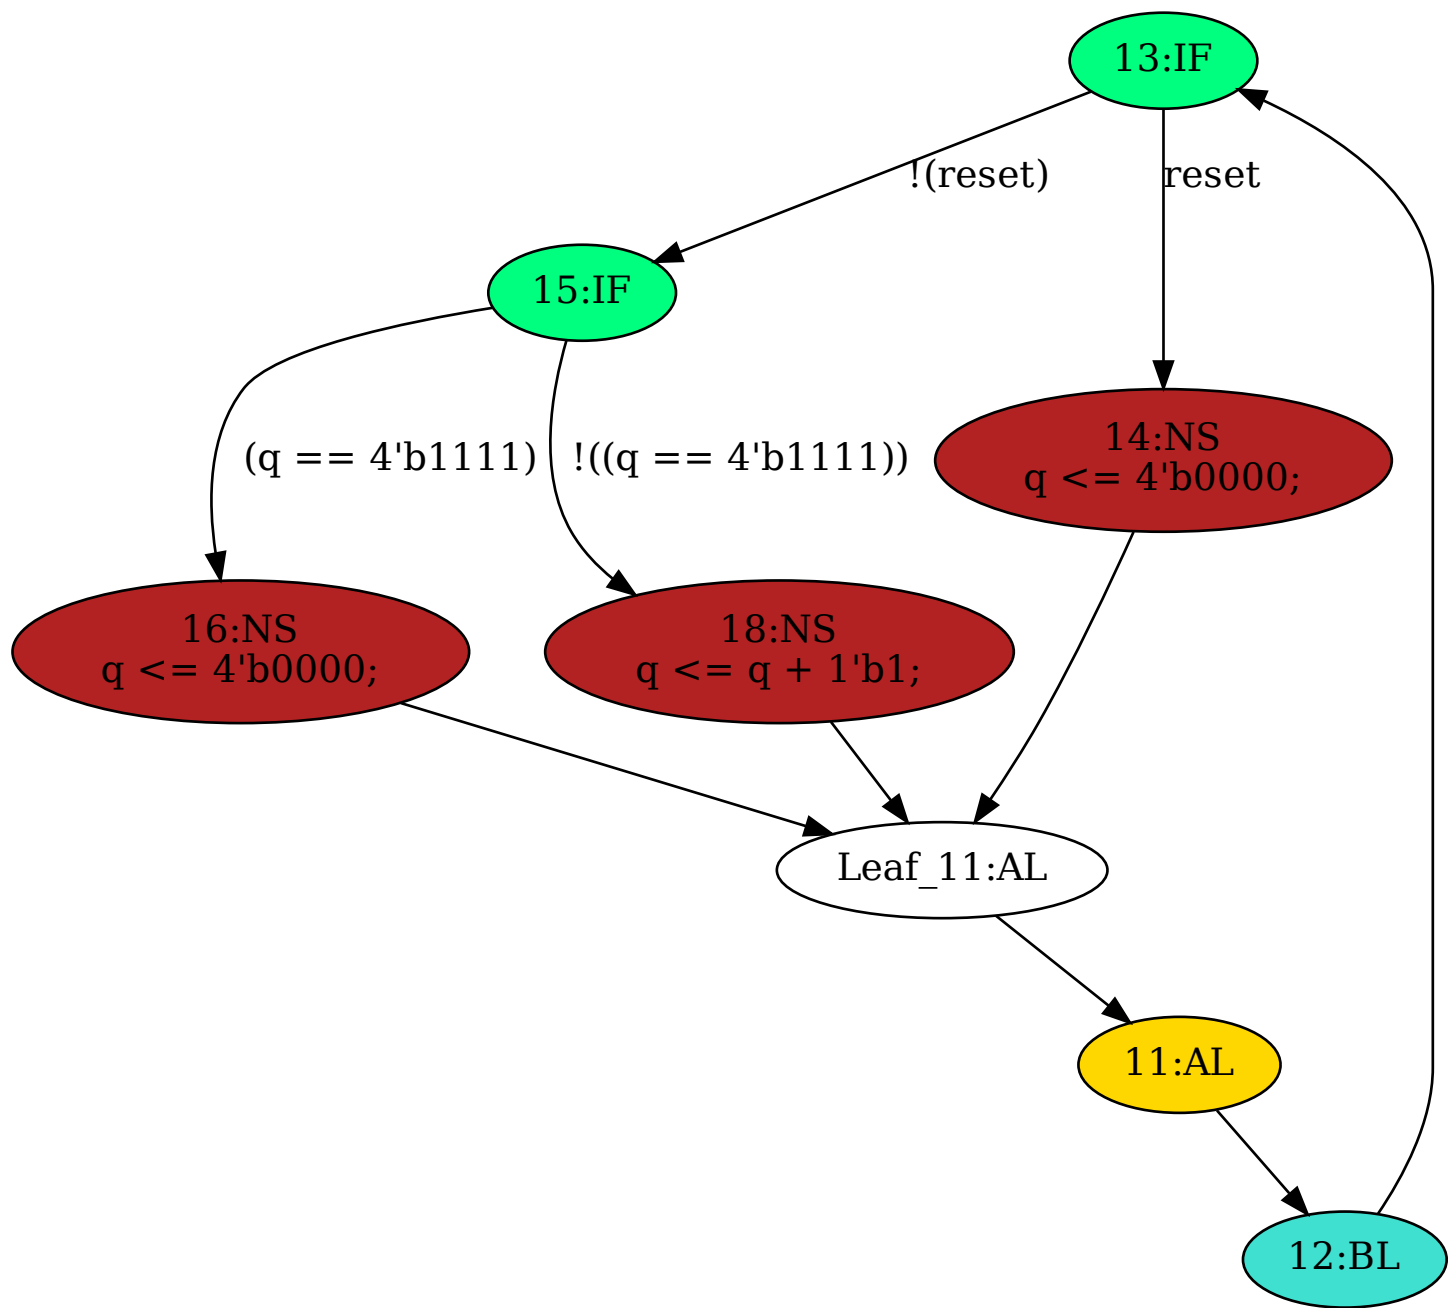 13:IF
!(reset)
reset
15:IF
(q == 4'b1111)
!((q == 4'b1111))
14:NS
q <= 4'b0000;
16:NS
q <= 4'b0000;
18:NS
q <= q + 1'b1;
Leaf_11:AL
11:AL
12:BL